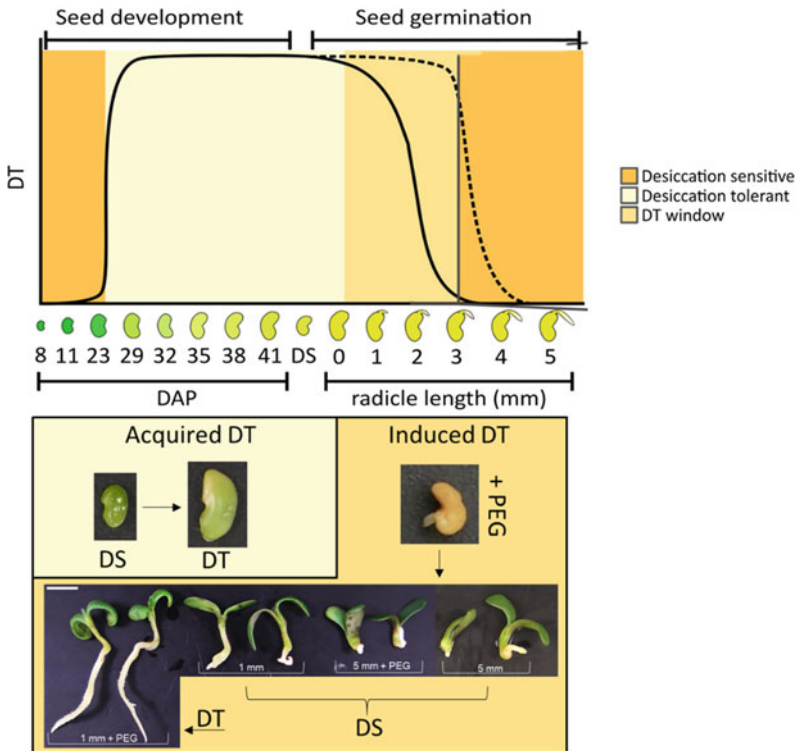 Seed development
Seed germination
DT
Desiccation sensitive
Desiccation tolerant
DT window
8 11 23 29 32 35 38 41 DS 0 1 2 3 4 5
DAP
radicle length (mm)
Acquired DT
Induced DT
+ PEG
DS
DT
1 mm
5 mm + PEG
5 mm
1 mm + PEG
DT
DS